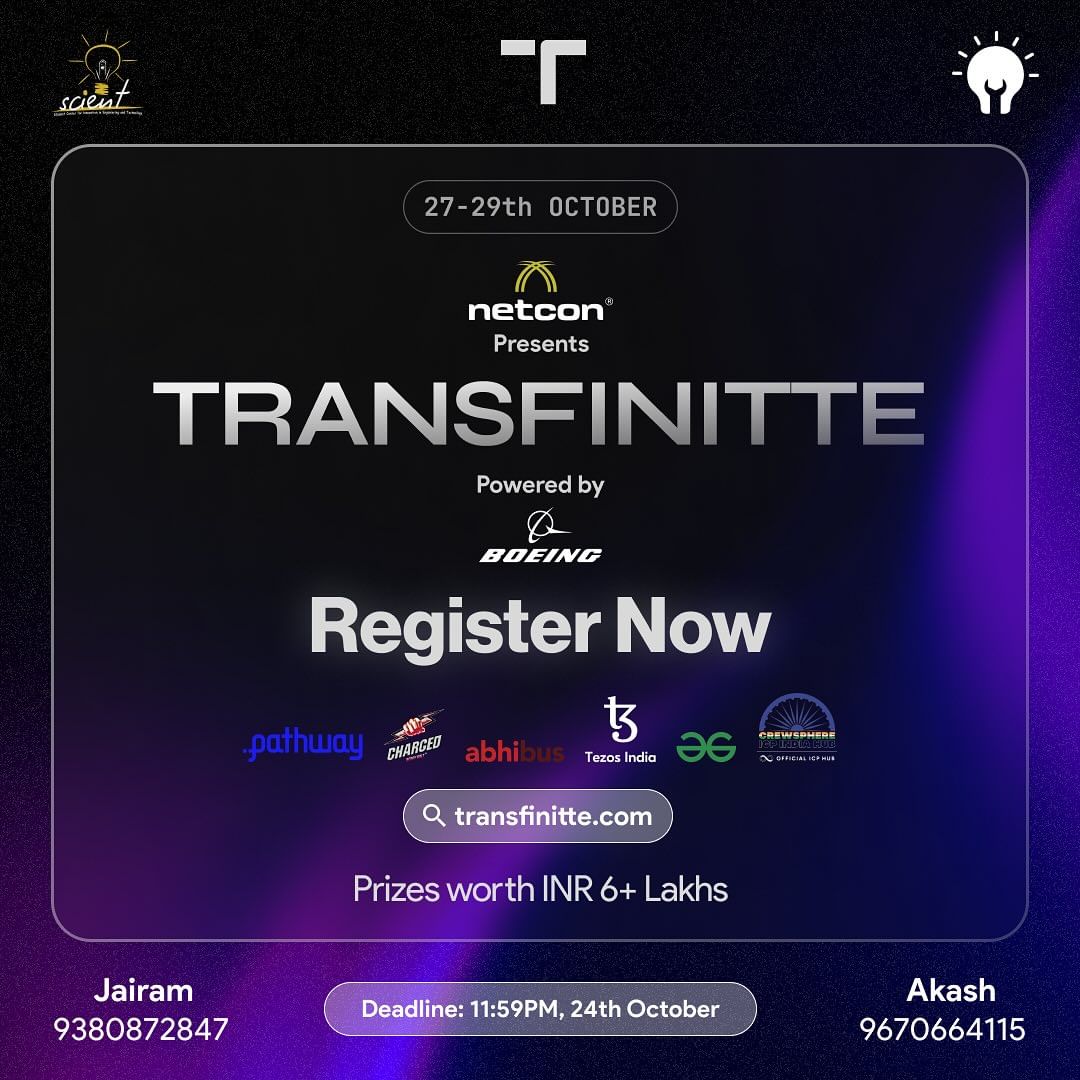 scient
27-29th OCTOBER
netcon®
Presents
TRANSFINITTE
Powered by
BOEING
Register Now
..pathway
CHARGED
abhibus
Tezos India
CREWSPHERE
ICP INDIA HUB
OFFICIAL ICP HUB
transfinitte.com
Prizes worth INR 6+ Lakhs
Jairam
9380872847
Deadline: 11:59PM, 24th October
Akash
9670664115